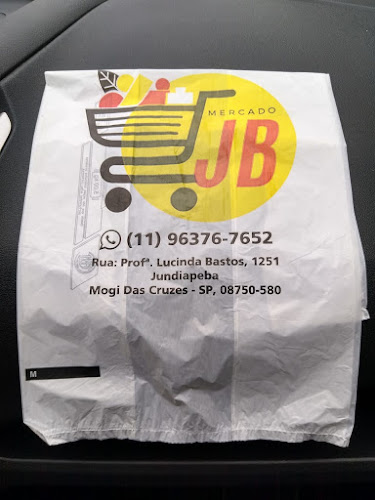 MERCADO
JB
(11) 96376-7652
Rua: Profª. Lucinda Bastos, 1251
Jundiapeba
Mogi Das Cruzes - SP, 08750-580
M